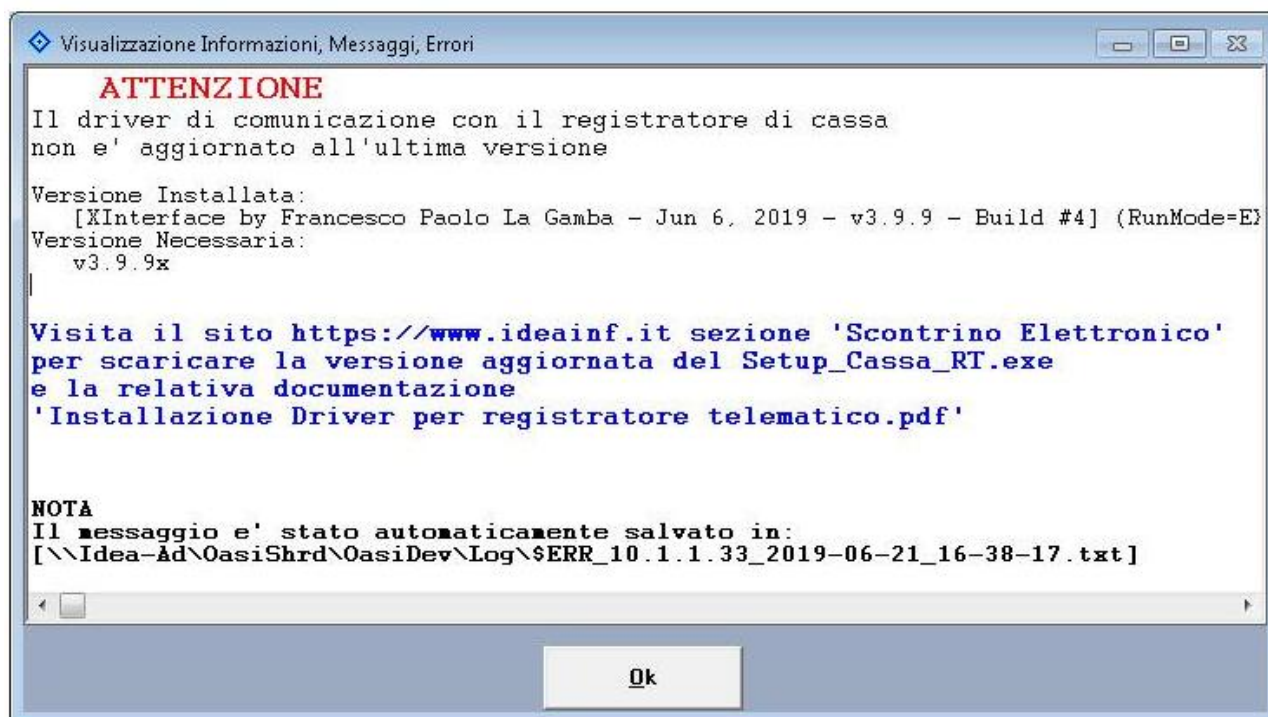 Visualizzazione Informazioni, Messaggi, Errori
ATTENZIONE
Il driver di comunicazione con il registratore di cassa
non e' aggiornato all'ultima versione
Versione Installata:
[XInterface by Francesco Paolo La Gamba - Jun 6, 2019 - v3.9.9 - Build #4] (RunMode=EX
Versione Necessaria:
v3.9.9x
Visita il sito https://www.ideainf.it sezione 'Scontrino Elettronico'
per scaricare la versione aggiornata del Setup_Cassa_RT.exe
e la relativa documentazione
'Installazione Driver per registratore telematico.pdf'
NOTA
Il messaggio e' stato automaticamente salvato in:
[\\Idea-Ad\OasiShrd\OasiDev\Log\$ERR_10.1.1.33_2019-06-21_16-38-17.txt]
Ok